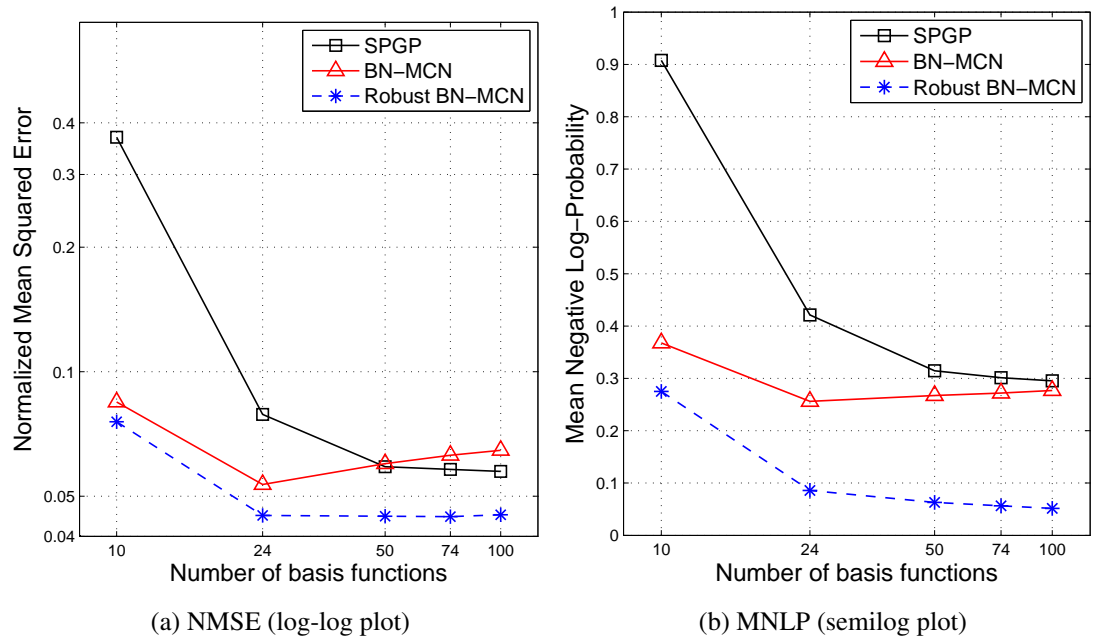 Normalized Mean Squared Error
0.4
0.3
0.2
0.1
0.05
0.04
SPGP
BN−MCN
Robust BN−MCN
10
24
50
74
100
Number of basis functions
(a) NMSE (log-log plot)
Mean Negative Log−Probability
1
0.9
0.8
0.7
0.6
0.5
0.4
0.3
0.2
0.1
0
SPGP
BN−MCN
Robust BN−MCN
10
24
50
74
100
Number of basis functions
(b) MNLP (semilog plot)